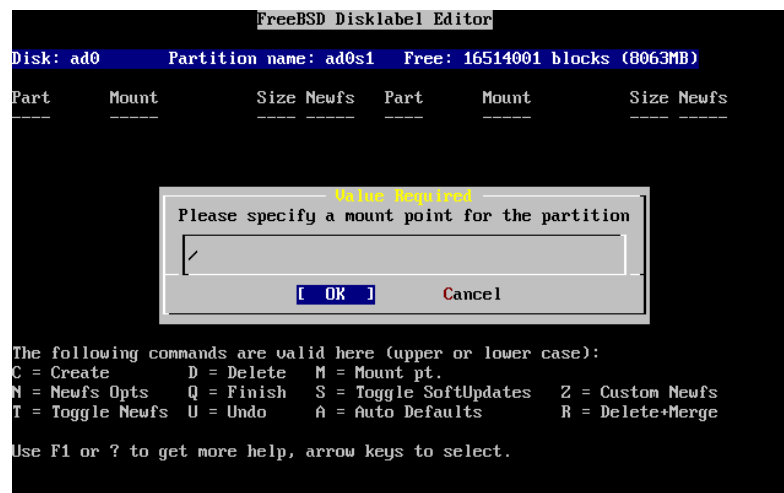 FreeBSD Disklabel Editor
Disk: ad0 Partition name: ad0s1 Free: 16514001 blocks (8063MB)
Part Mount Size Newfs Part Mount Size Newfs
---- ----- ---- ----- ---- ----- ---- -----
Value Required
Please specify a mount point for the partition
/
[ OK ] Cancel
The following commands are valid here (upper or lower case):
C = Create D = Delete M = Mount pt.
N = Newfs Opts Q = Finish S = Toggle SoftUpdates Z = Custom Newfs
T = Toggle Newfs U = Undo A = Auto Defaults R = Delete+Merge
Use F1 or ? to get more help, arrow keys to select.